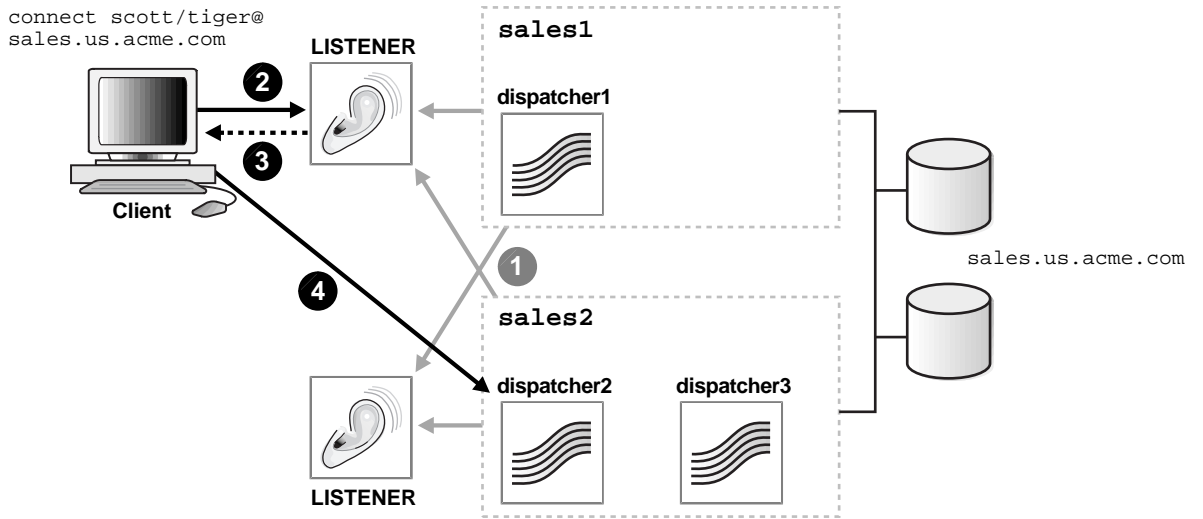 connect scott/tiger@
sales.us.acme.com
LISTENER
sales1
2
dispatcher1
3
Client
1
sales.us.acme.com
4
sales2
dispatcher2
dispatcher3
LISTENER